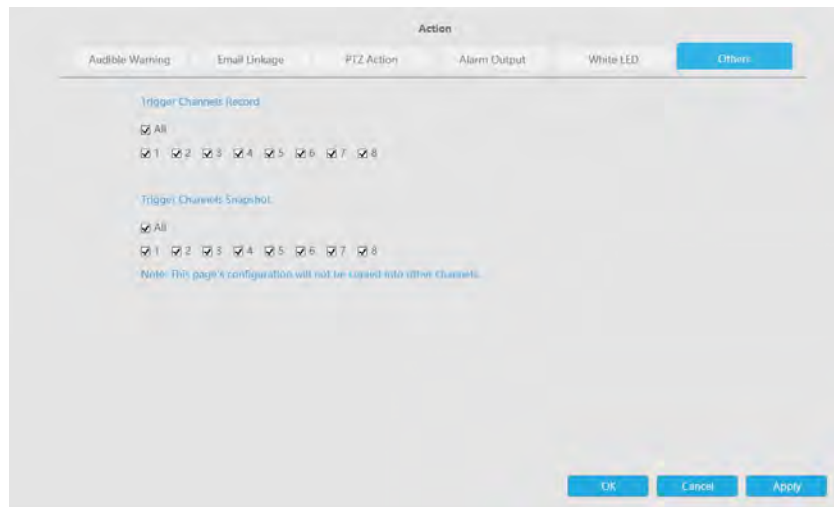 Action
Audible Warning Email Linkage PTZ Action Alarm Output White LED Others
Trigger Channels Record
All
1 2 3 4 5 6 7 8
Trigger Channels Snapshot
All
1 2 3 4 5 6 7 8
Note: This page's configuration will not be copied into other channels.
OK Cancel Apply